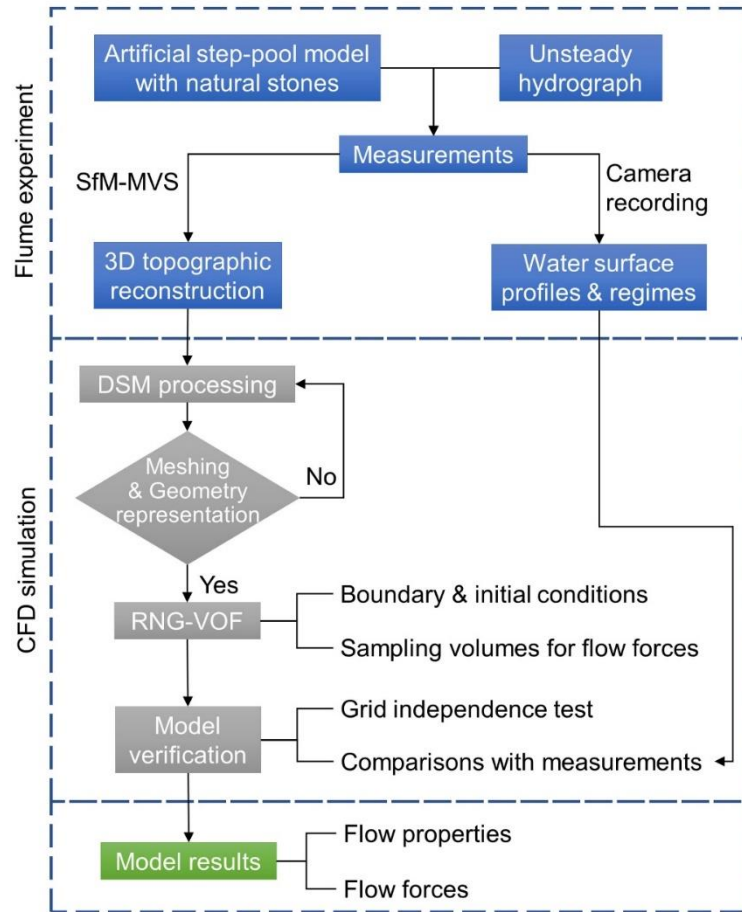 Flume experiment
Artificial step-pool model
with natural stones
Unsteady
hydrograph
Measurements
SfM-MVS
Camera
recording
3D topographic
reconstruction
Water surface
profiles & regimes
CFD simulation
DSM processing
Meshing
& Geometry
representation
No
Yes
RNG-VOF
Boundary & initial conditions
Sampling volumes for flow forces
Model
verification
Grid independence test
Comparisons with measurements
Model results
Flow properties
Flow forces